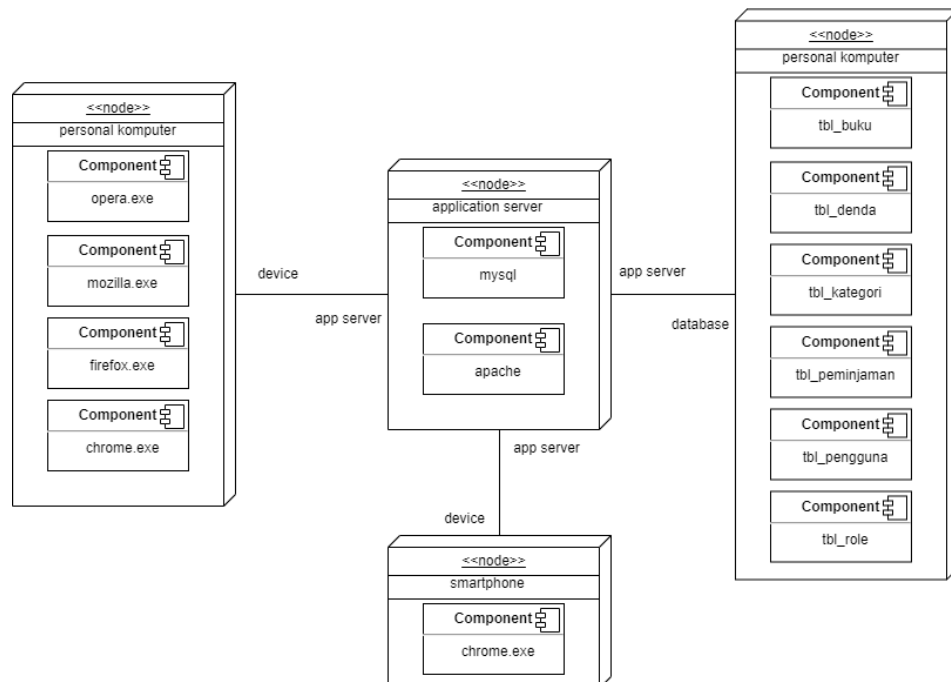 <<node>>
personal komputer
Component
opera.exe
Component
mozilla.exe
Component
firefox.exe
Component
chrome.exe
device
app server
<<node>>
application server
Component
mysql
Component
apache
app server
database
<<node>>
personal komputer
Component
tbl_buku
Component
tbl_denda
Component
tbl_kategori
Component
tbl_peminjaman
Component
tbl_pengguna
Component
tbl_role
app server
device
<<node>>
smartphone
Component
chrome.exe